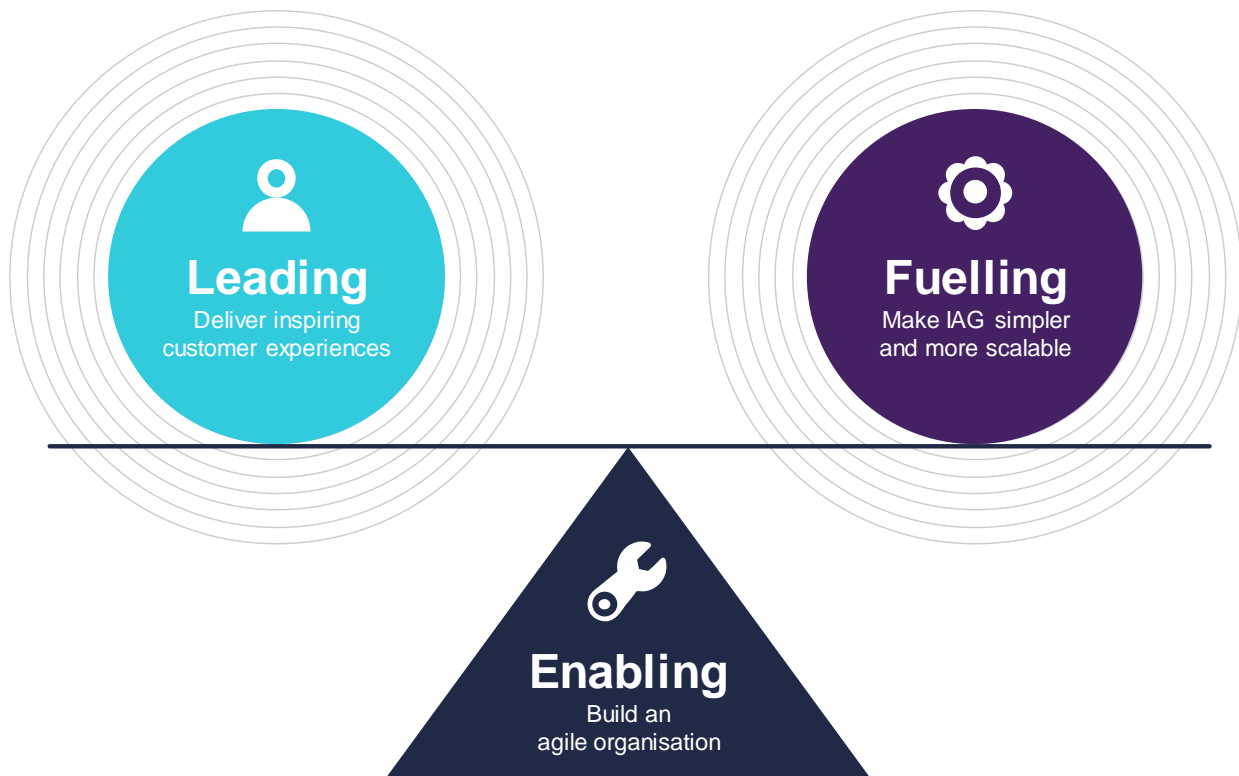 Leading
Deliver inspiring
customer experiences
Fuelling
Make IAG simpler
and more scalable
Enabling
Build an
agile organisation